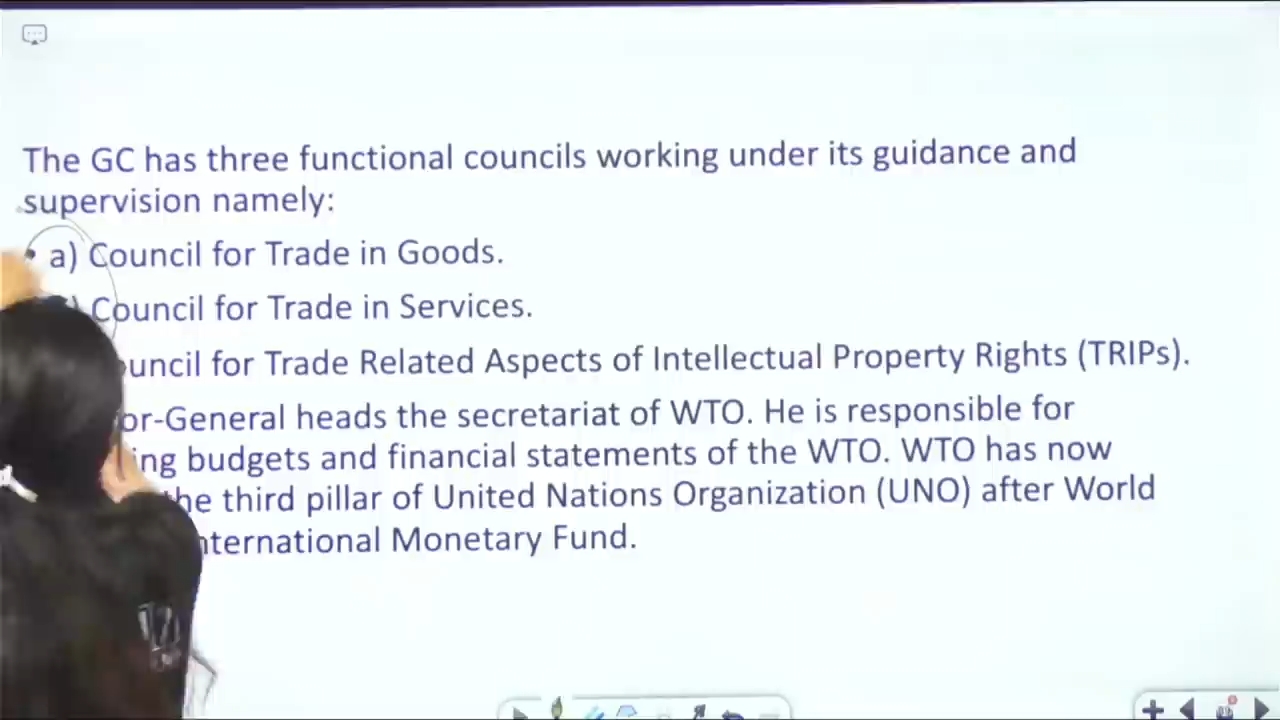 The GC has three functional councils working under its guidance and
supervision namely:
a) Council for Trade in Goods.
) Council for Trade in Services.
ouncil for Trade Related Aspects of Intellectual Property Rights (TRIPs).
or-General heads the secretariat of WTO. He is responsible for
ing budgets and financial statements of the WTO. WTO has now
he third pillar of United Nations Organization (UNO) after World
nternational Monetary Fund.